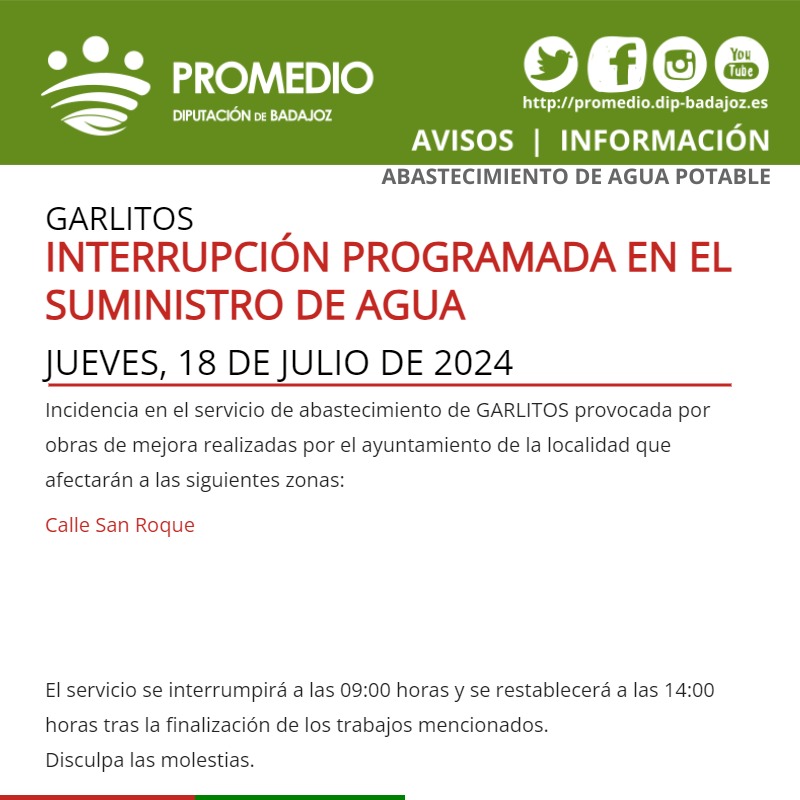 PROMEDIO
DIPUTACIÓN DE BADAJOZ
You
Tube
http://promedio.dip-badajoz.es
AVISOS | INFORMACIÓN
ABASTECIMIENTO DE AGUA POTABLE
GARLITOS
INTERRUPCIÓN PROGRAMADA EN EL
SUMINISTRO DE AGUA
JUEVES, 18 DE JULIO DE 2024
Incidencia en el servicio de abastecimiento de GARLITOS provocada por
obras de mejora realizadas por el ayuntamiento de la localidad que
afectarán a las siguientes zonas:
Calle San Roque
El servicio se interrumpirá a las 09:00 horas y se restablecerá a las 14:00
horas tras la finalización de los trabajos mencionados.
Disculpa las molestias.